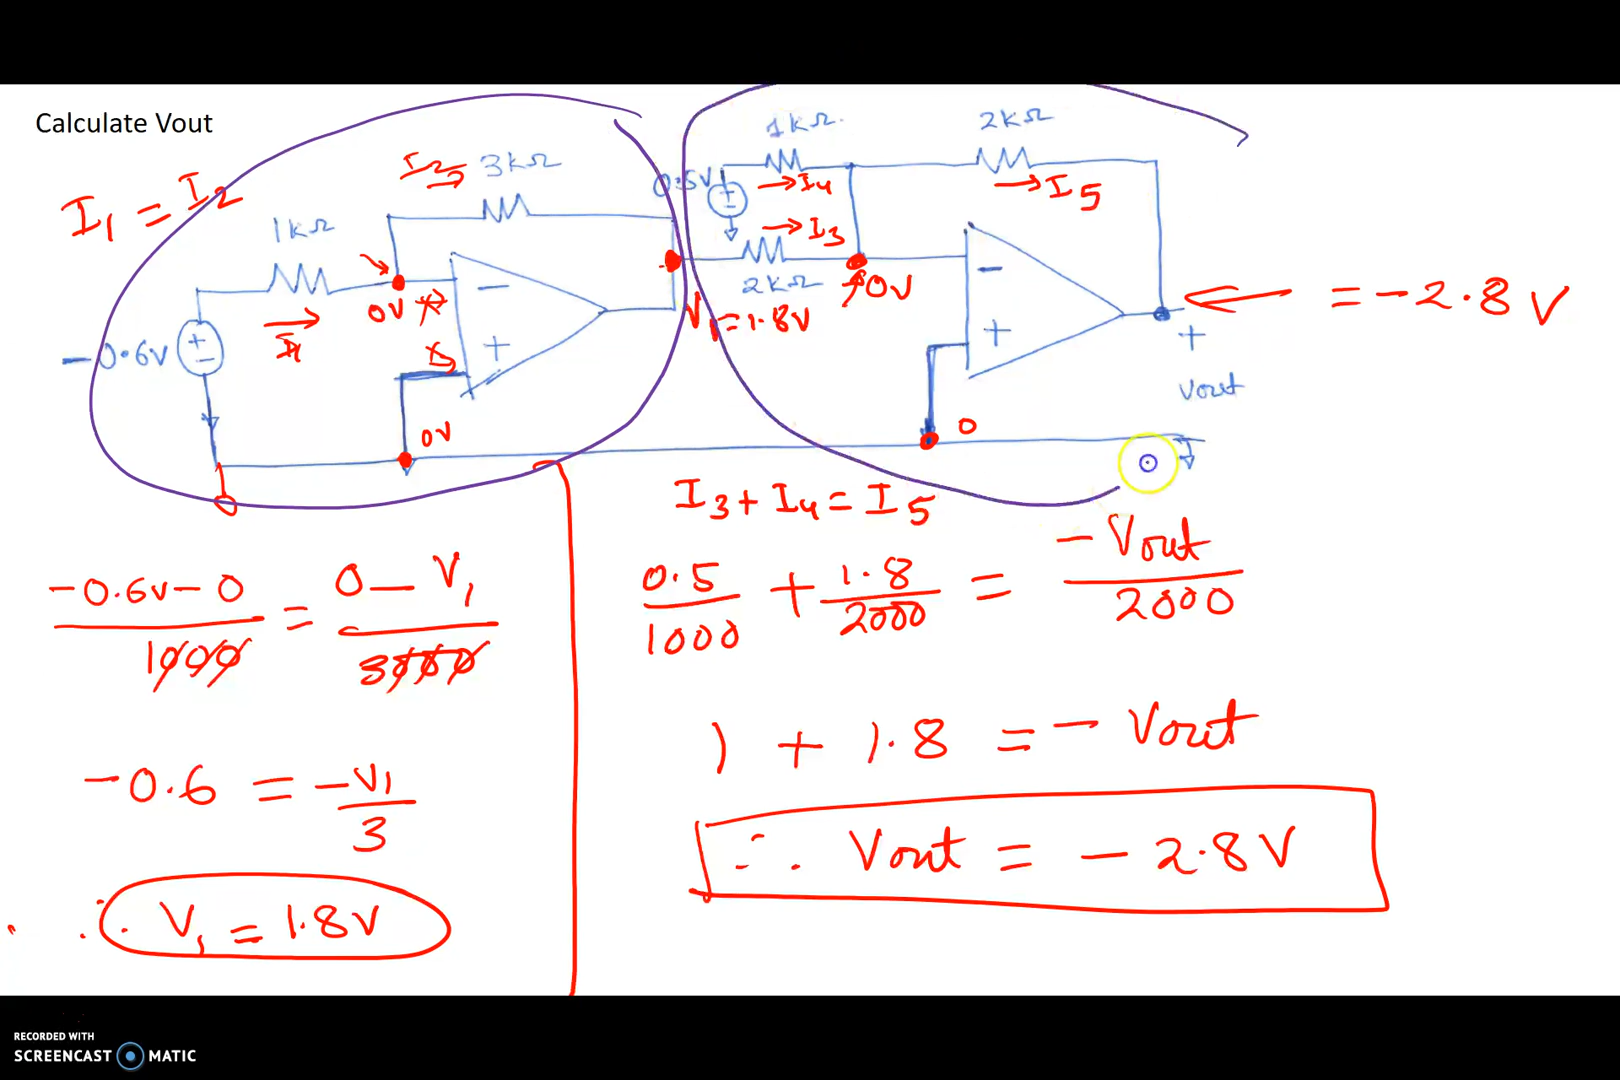 Calculate Vout
I1 = I2
I2 3kΩ
1kΩ
I1
-0.6V
+ -
0V
-
+
0V
V1 = 1.8V
0.5V
+ -
1kΩ
I4
I3
2kΩ
0V
2kΩ
I5
-
+
0
= -2.8V
+
Vout
-0.6V - 0 / 1000 = 0 - V1 / 3000
-0.6 = -V1 / 3
∴ V1 = 1.8V
I3 + I4 = I5
0.5 / 1000 + 1.8 / 2000 = -Vout / 2000
1 + 1.8 = - Vout
∴ Vout = - 2.8V
RECORDED WITH
SCREENCAST MATIC